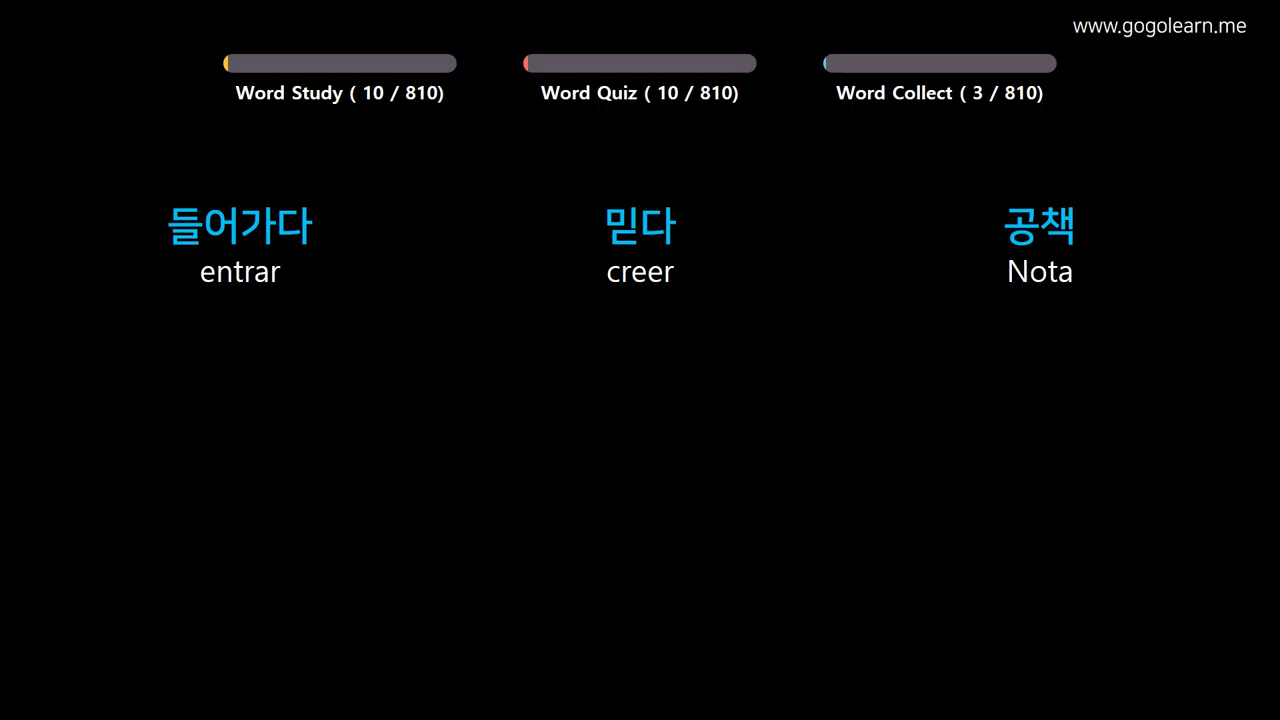 www.gogolearn.me
Word Study ( 10 / 810)
Word Quiz ( 10 / 810)
Word Collect ( 3 / 810)
들어가다
entrar
믿다
creer
공책
Nota